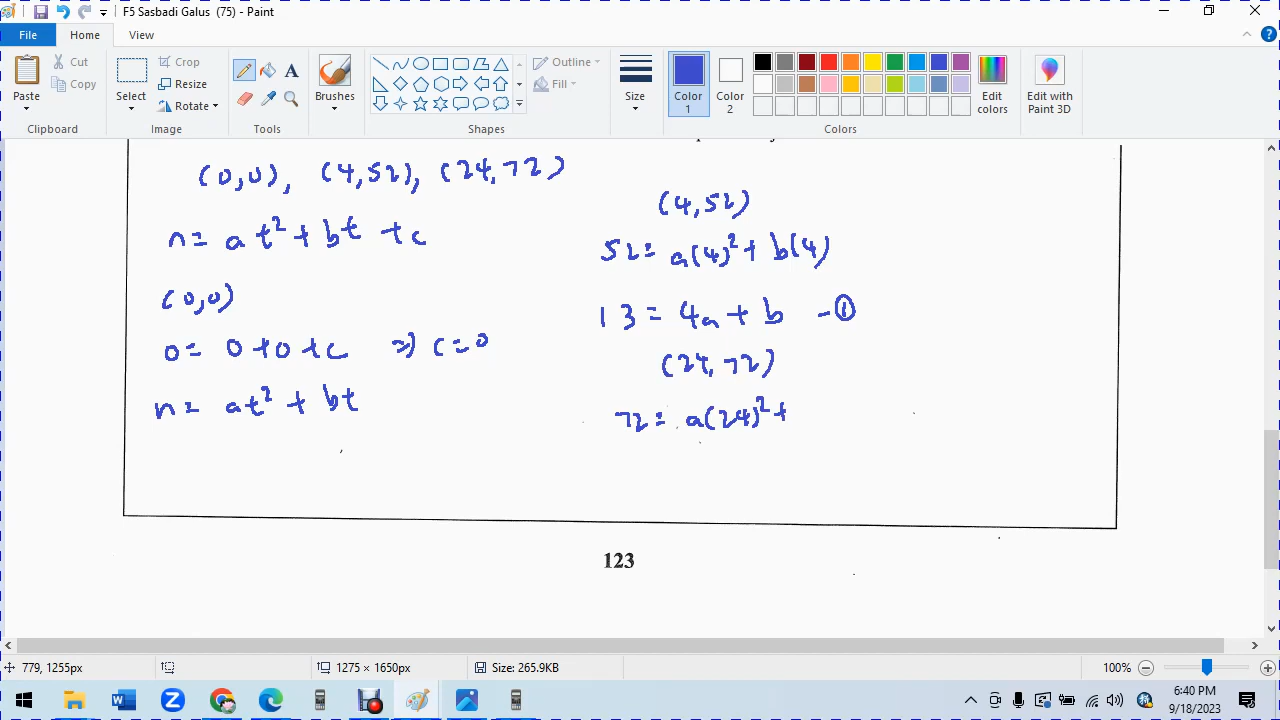 F5 Sasbadi Galus (75) - Paint
File Home View
Paste Cut Copy Clipboard
Select Crop Resize Rotate Image
Tools
Brushes
Shapes Outline Fill
Size
Color 1 Color 2 Edit colors Colors
Edit with Paint 3D
(0,0), (4,52), (24,72)
n = at² + bt + c
(0,0)
0 = 0 + 0 + c ⇒ c = 0
n = at² + bt
(4,52)
52 = a(4)² + b(4)
13 = 4a + b - ①
(24,72)
72 = a(24)² +
123
779, 1255px 1275 × 1650px Size: 265.9KB 100%
6:40 PM
9/18/2023